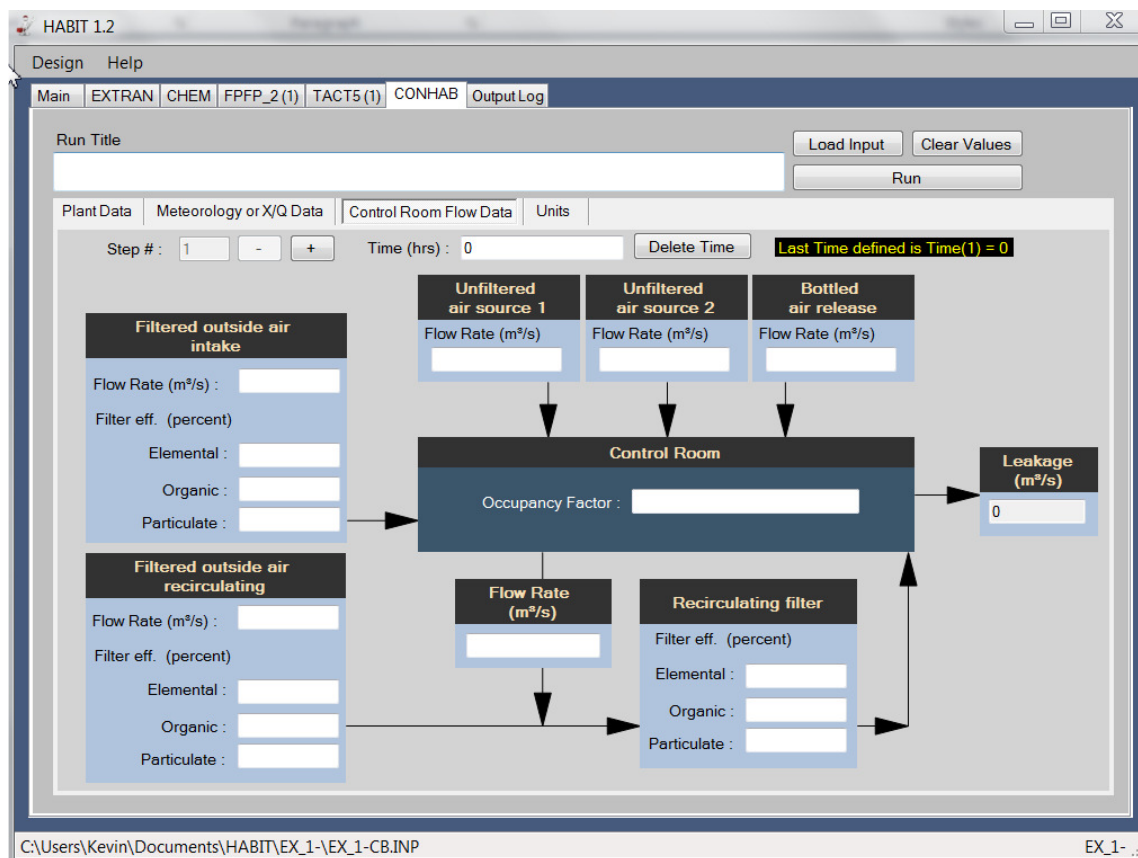 HABIT 1.2
Design Help
Main EXTRAN CHEM FPFP_2 (1) TACT5 (1) CONHAB Output Log
Run Title
Load Input Clear Values
Run
Plant Data Meteorology or X/Q Data Control Room Flow Data Units
Step # : 1 - + Time (hrs) : 0 Delete Time Last Time defined is Time(1) = 0
Unfiltered
air source 1
Flow Rate (m³/s)
Unfiltered
air source 2
Flow Rate (m³/s)
Bottled
air release
Flow Rate (m³/s)
Filtered outside air
intake
Flow Rate (m³/s) :
Filter eff. (percent)
Elemental :
Organic :
Particulate :
Control Room
Occupancy Factor :
Leakage
(m³/s)
0
Filtered outside air
recirculating
Flow Rate (m³/s) :
Filter eff. (percent)
Elemental :
Organic :
Particulate :
Flow Rate
(m³/s)
Recirculating filter
Filter eff. (percent)
Elemental :
Organic :
Particulate :
C:\Users\Kevin\Documents\HABIT\EX_1-\EX_1-CB.INP EX_1-